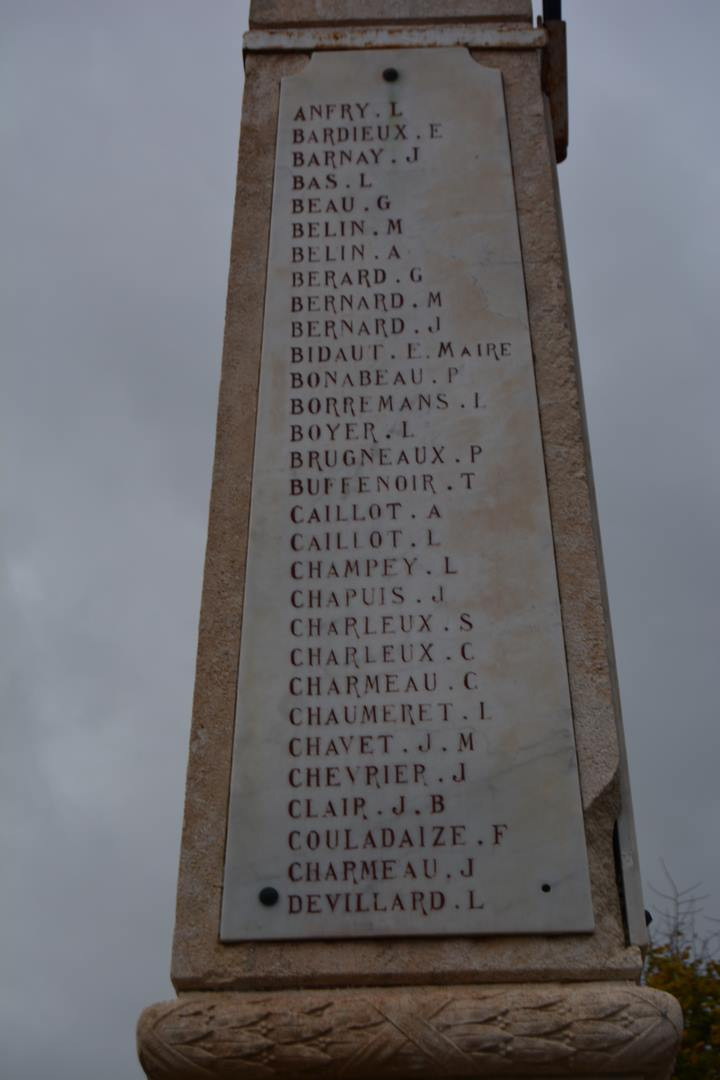 ANFRY. L
BARDIEUX. E
BARNAY. J
BAS. L
BEAU. G
BELIN. M
BELIN. A
BERARD. G
BERNARD. M
BERNARD. J
BIDAUT. E. MAIRE
BONABEAU. P
BORREMANS. L
BOYER. L
BRUGNEAUX. P
BUFFENOIR. T
CAILLOT. A
CAILLOT. L
CHAMPEY. L
CHAPUIS. J
CHARLEUX. S
CHARLEUX. C
CHARMEAU. C
CHAUMERET. L
CHAVET. J. M
CHEVRIER. J
CLAIR. J. B
COULADAIZE. F
CHARMEAU. J
DEVILLARD. L